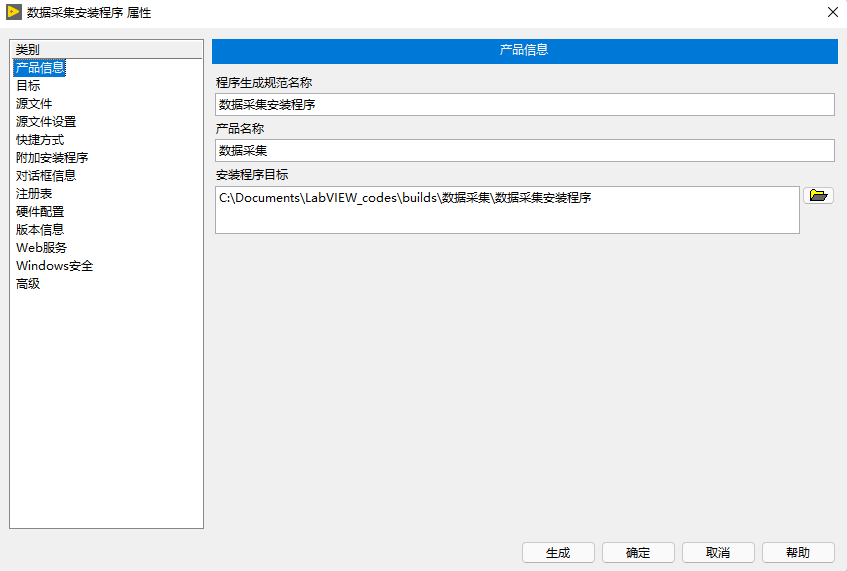 数据采集安装程序 属性
类别
产品信息
目标
源文件
源文件设置
快捷方式
附加安装程序
对话框信息
注册表
硬件配置
版本信息
Web服务
Windows安全
高级
产品信息
程序生成规范名称
数据采集安装程序
产品名称
数据采集
安装程序目标
C:\Documents\LabVIEW_codes\builds\数据采集\数据采集安装程序
生成
确定
取消
帮助